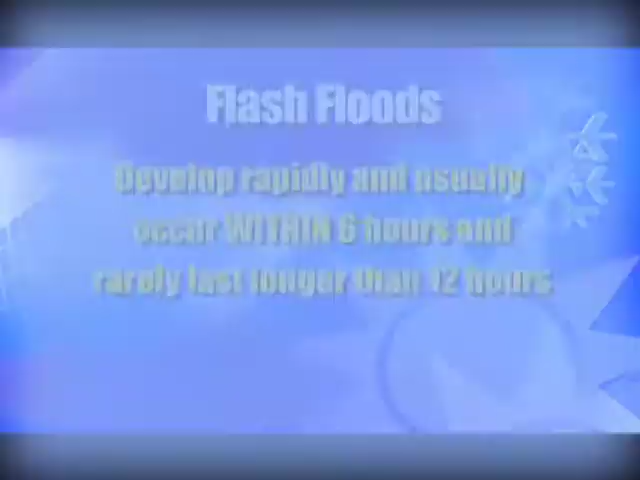 Flash Floods
Develop rapidly and usually
occur WITHIN 6 hours and
rarely last longer than 12 hours